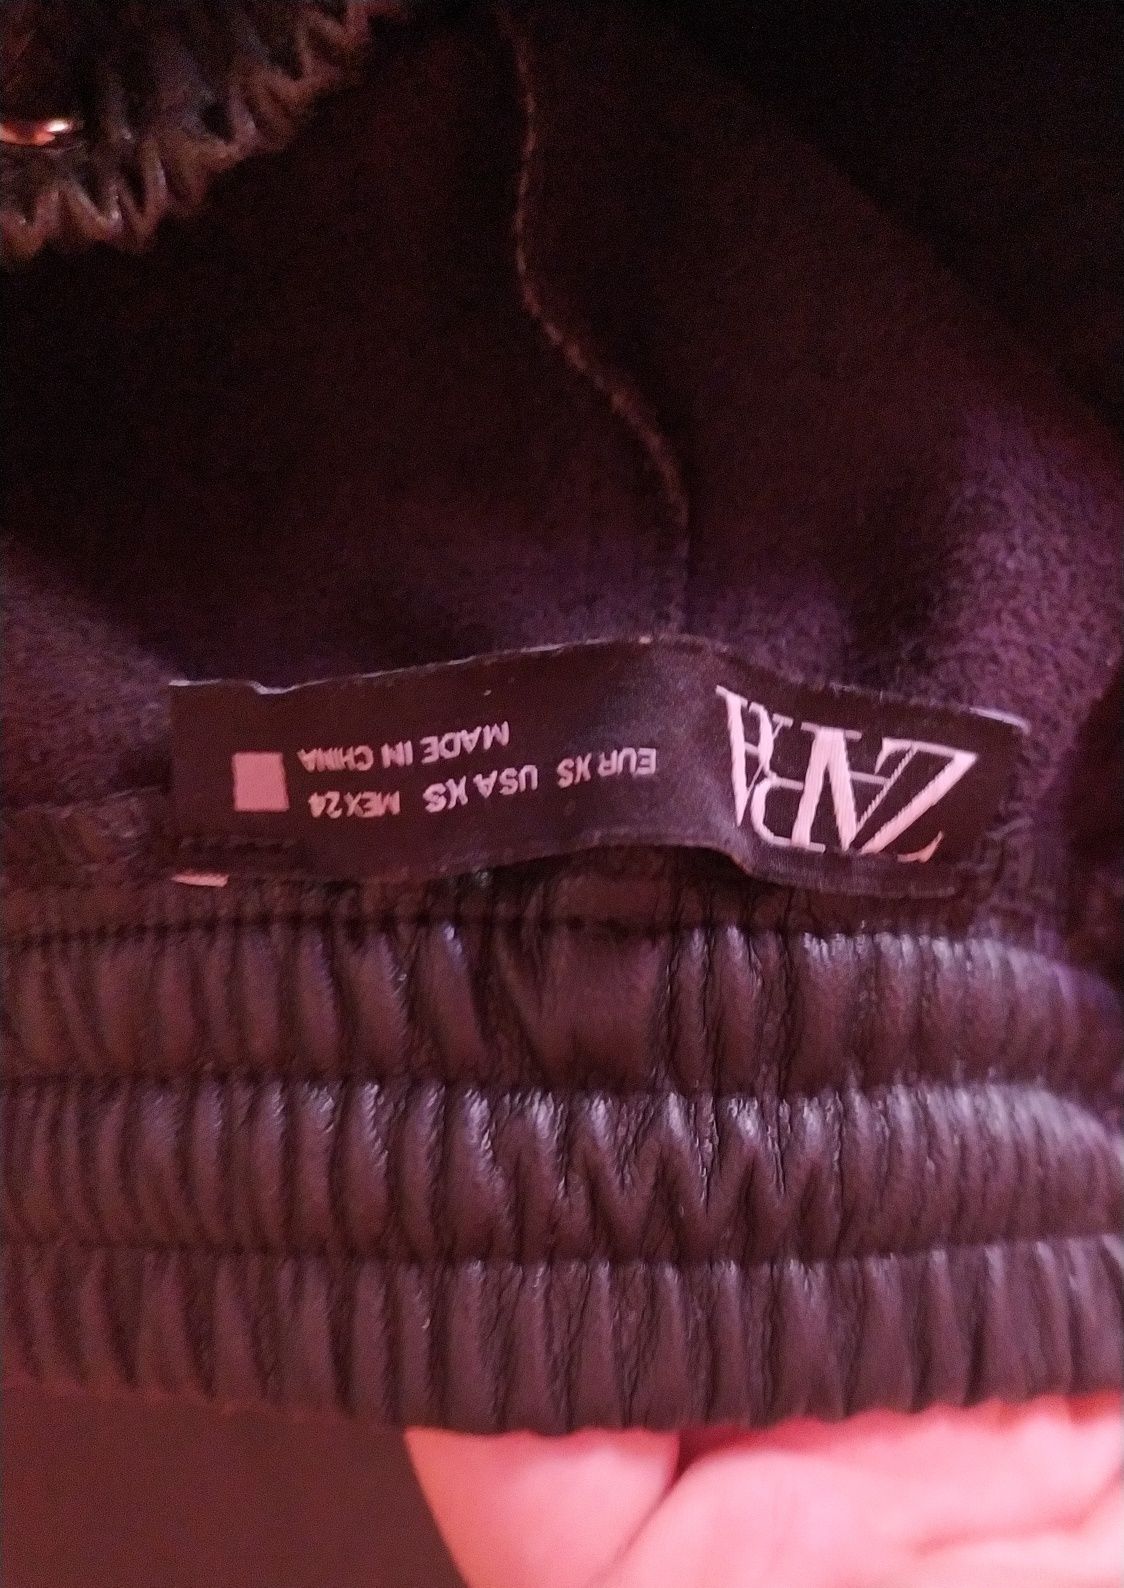 ZARA
EUR XS USA XS MEX 24
MADE IN CHINA